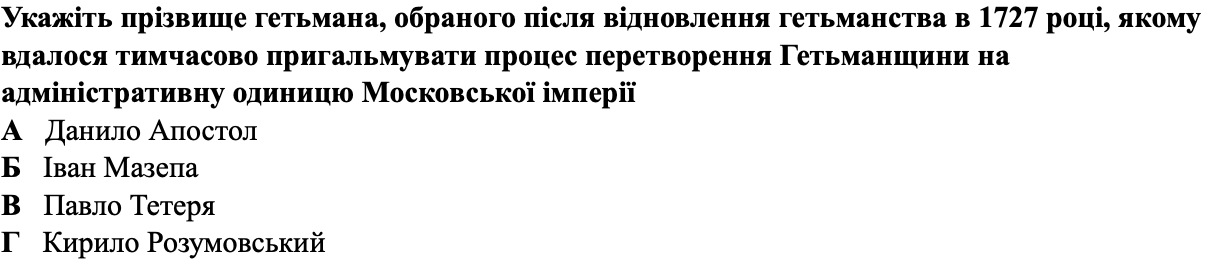 Укажіть прізвище гетьмана, обраного після відновлення гетьманства в 1727 році, якому
вдалося тимчасово пригальмувати процес перетворення Гетьманщини на
адміністративну одиницю Московської імперії
А Данило Апостол
Б Іван Мазепа
В Павло Тетеря
Г Кирило Розумовський